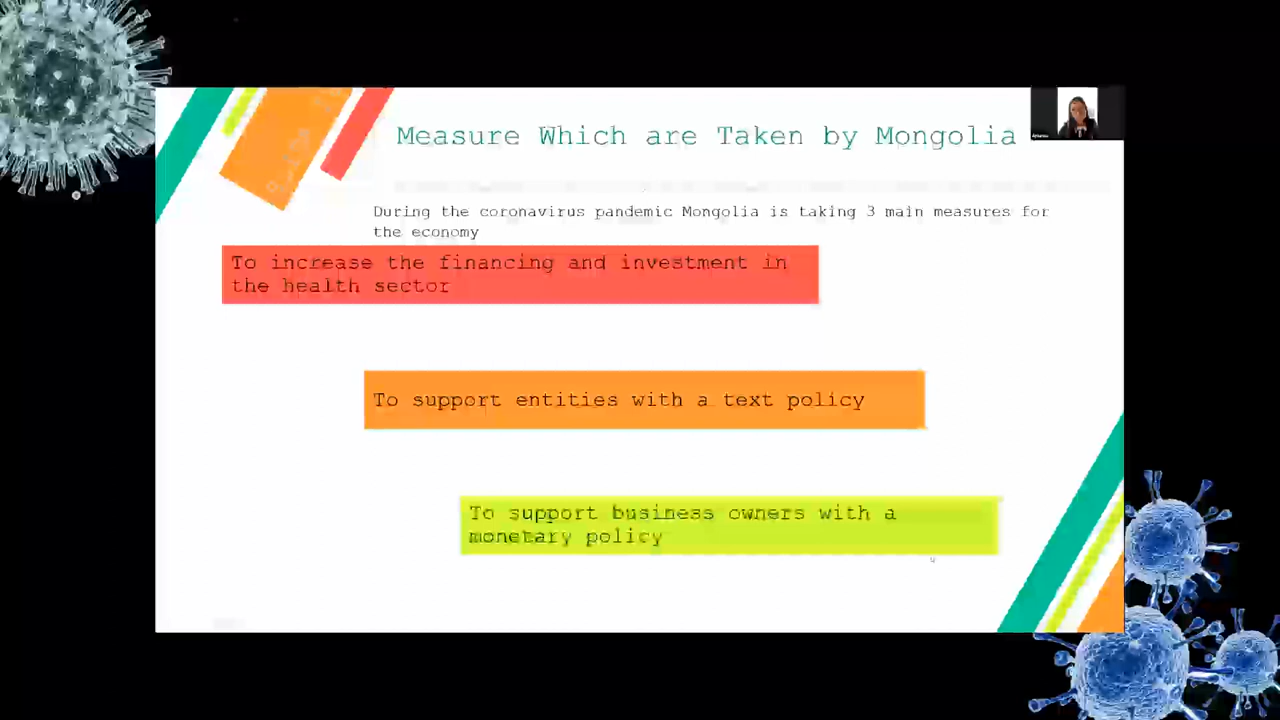 Measure Which are Taken by Mongolia
During the coronavirus pandemic Mongolia is taking 3 main measures for
the economy
To increase the financing and investment in
the health sector
To support entities with a text policy
To support business owners with a
monetary policy